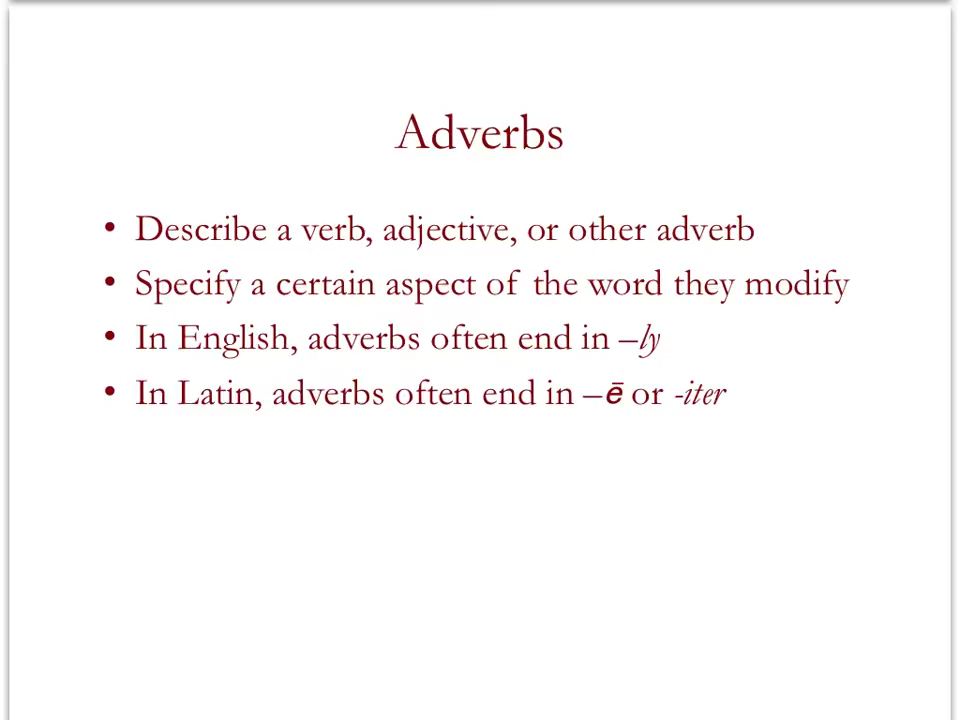 Adverbs
• Describe a verb, adjective, or other adverb
• Specify a certain aspect of the word they modify
• In English, adverbs often end in –ly
• In Latin, adverbs often end in –ē or -iter